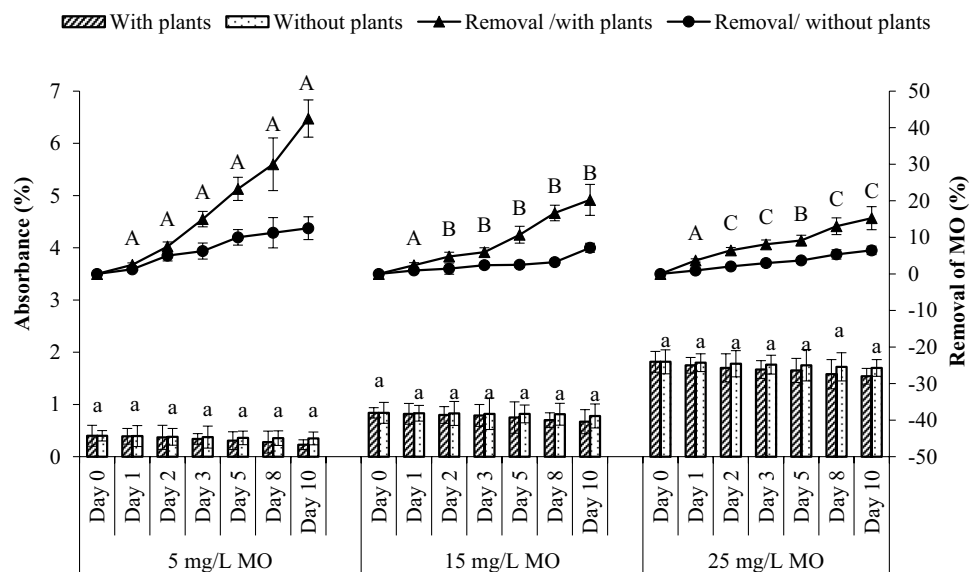 With plants Without plants Removal /with plants Removal/ without plants
Absurbance (%)
7
6
5
4
3
2
1
0
A A A A A A
A B B B B B
A C C B C C
a a a a a a a
a a a a a a a
a a a a a a a
50
40
30
20
10
0
-10
-20
-30
-40
-50
Removal of MO (%)
Day 0 Day 1 Day 2 Day 3 Day 5 Day 8 Day 10 Day 0 Day 1 Day 2 Day 3 Day 5 Day 8 Day 10 Day 0 Day 1 Day 2 Day 3 Day 5 Day 8 Day 10
5 mg/L MO 15 mg/L MO 25 mg/L MO